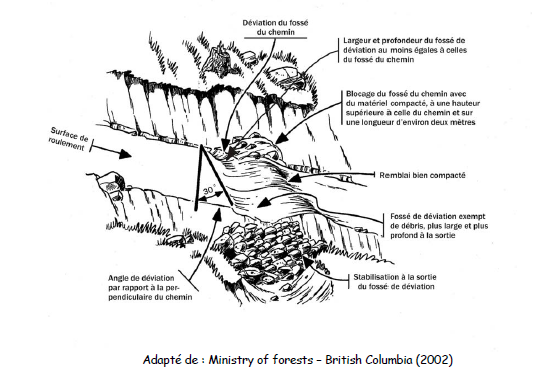 Déviation du fossé
du chemin
Largeur et profondeur du fossé de
déviation au moins égales à celles
du fossé du chemin
Blocage du fossé du chemin avec
du matériel compacté, à une hauteur
supérieure à celle du chemin et sur
une longueur d'environ deux mètres
Surface de
roulement
Remblai bien compacté
30°
Fossé de déviation exempt
de débris, plus large et plus
profond à la sortie
Angle de déviation
par rapport à la per-
pendiculaire du chemin
Stabilisation à la sortie
du fossé de déviation
Adapté de : Ministry of forests – British Columbia (2002)